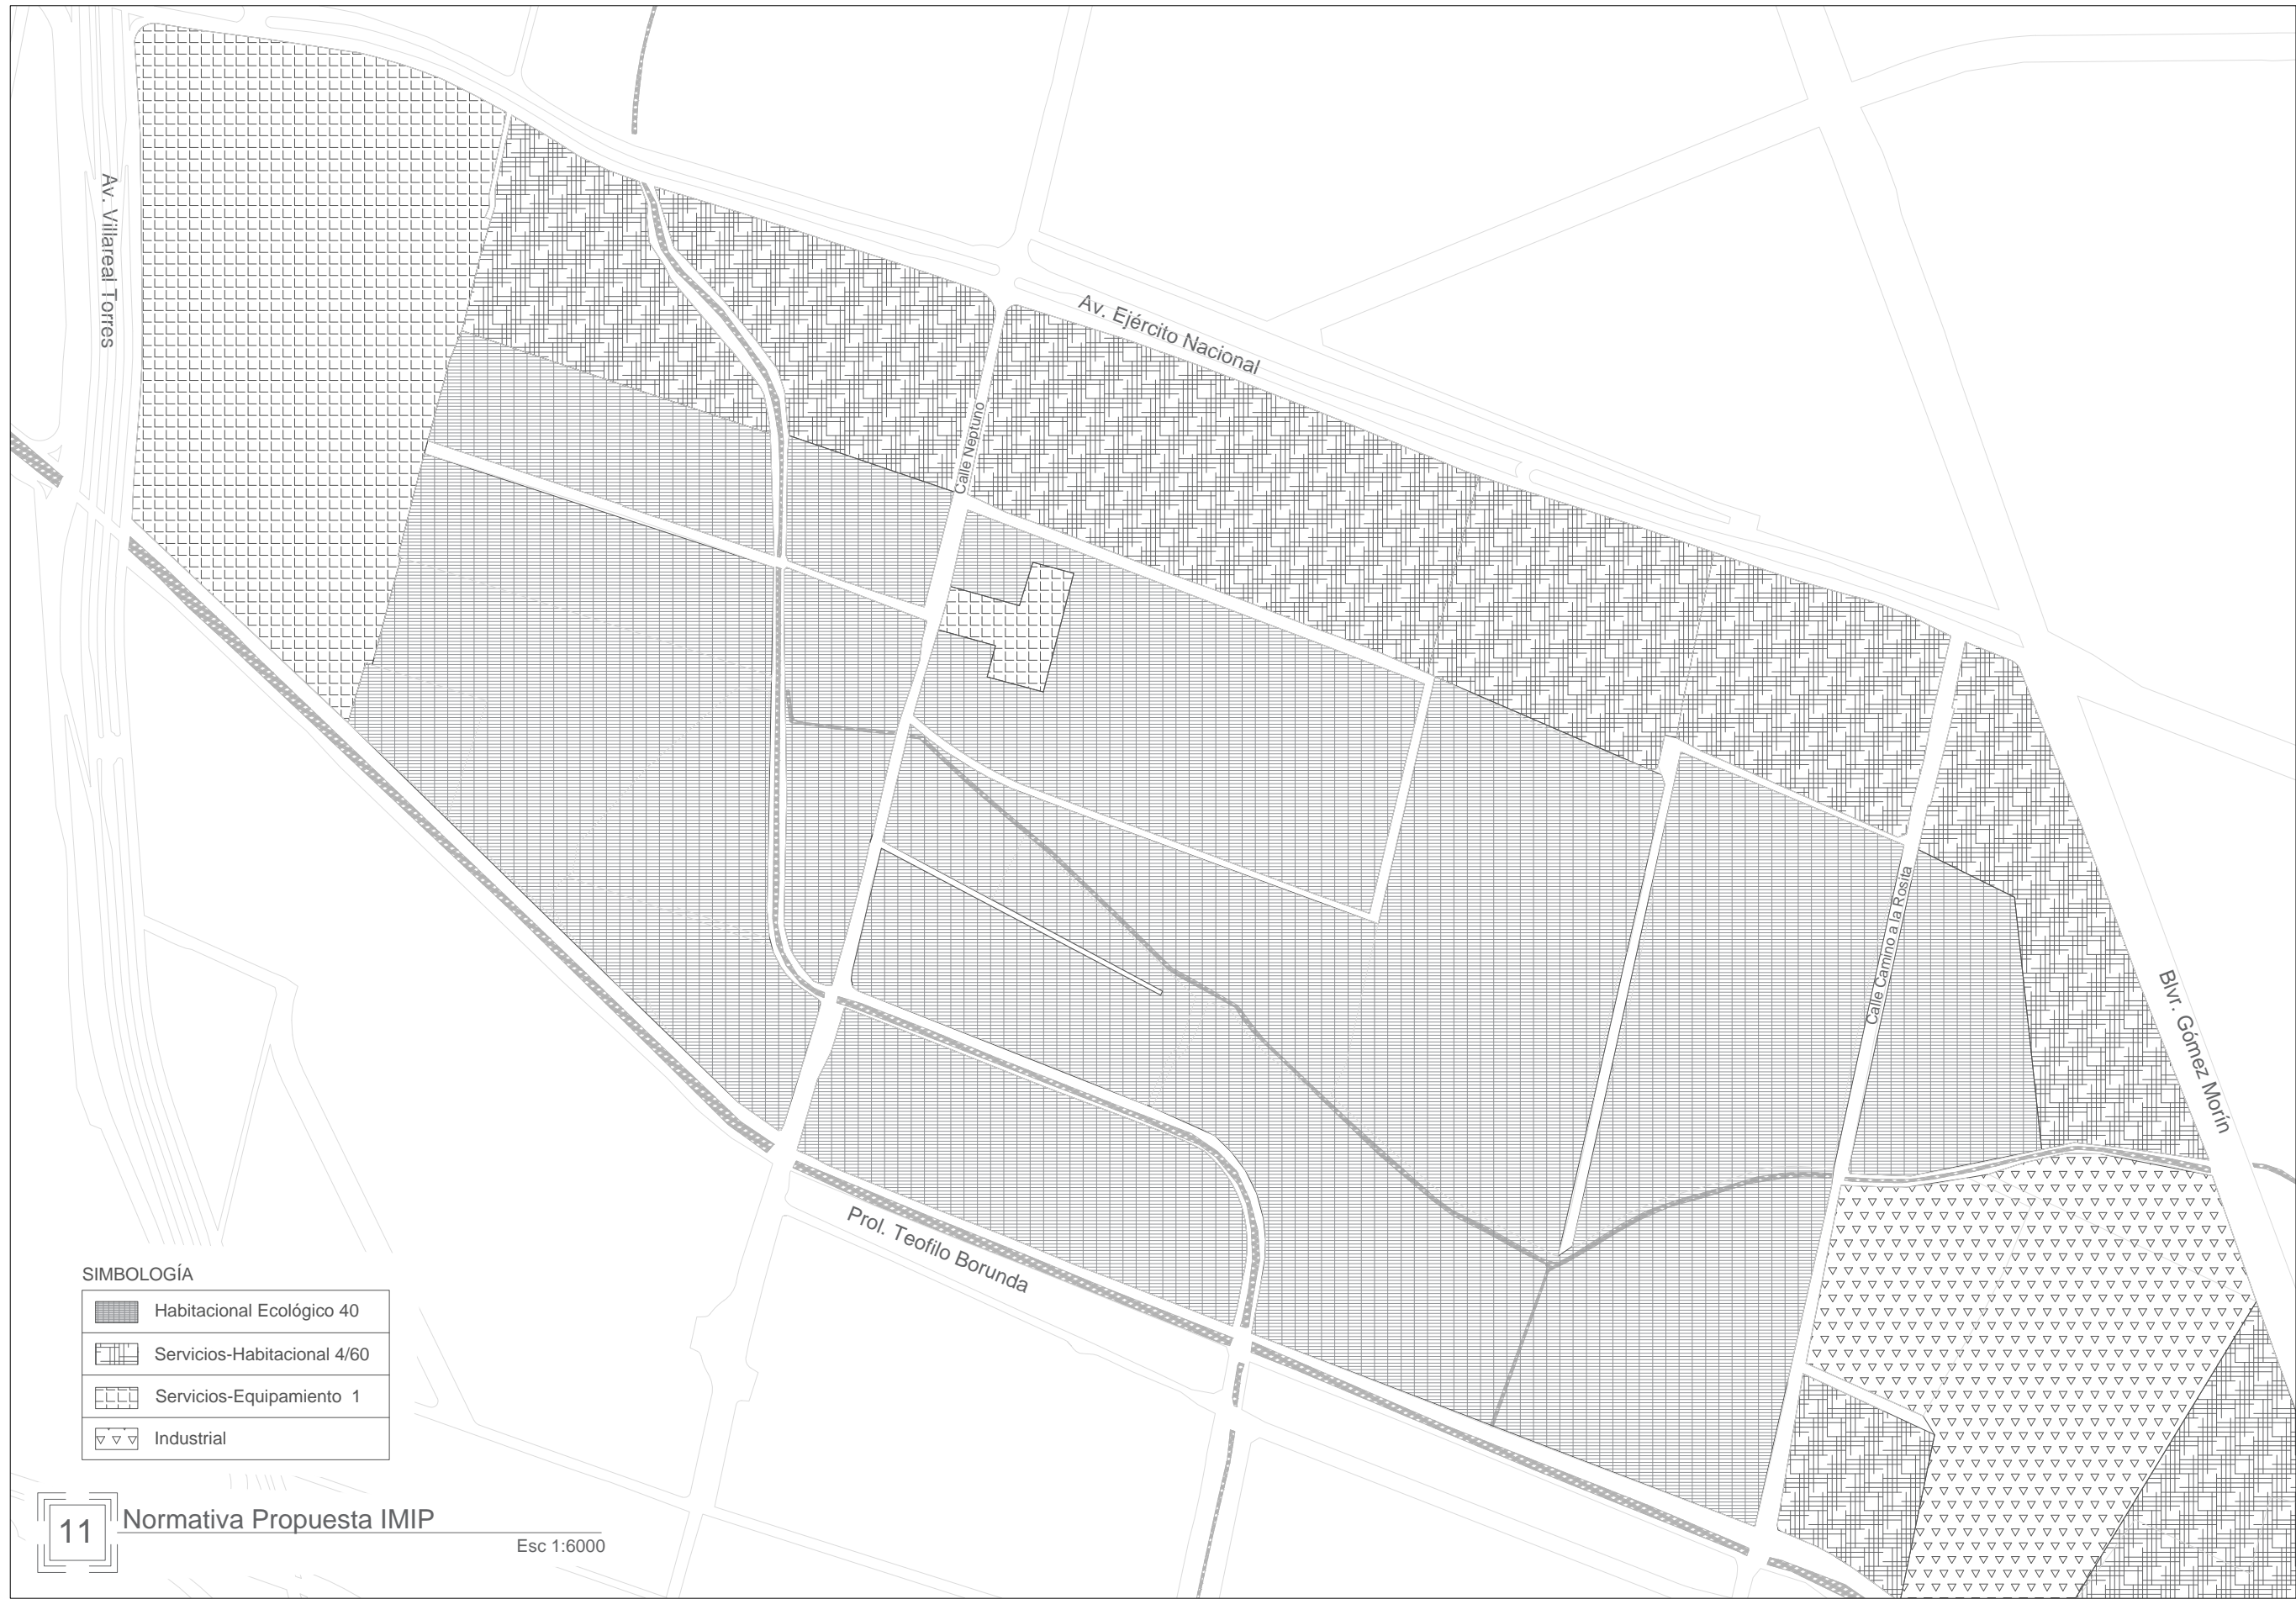 Av. Villareal Torres
Av. Ejército Nacional
Calle Neptuno
Calle Camino a la Rosita
Blvr. Gómez Morín
Prol. Teofilo Borunda
SIMBOLOGÍA
Habitacional Ecológico 40
Servicios-Habitacional 4/60
Servicios-Equipamiento 1
Industrial
11
Normativa Propuesta IMIP
Esc 1:6000